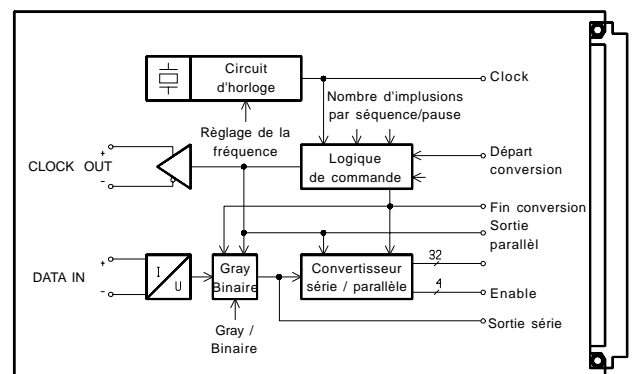 Circuit
d'horloge
Clock
Nombre d'implusions
par séquence/pause
Règlage de la
fréquence
CLOCK OUT
+
-
Logique
de commande
Départ
conversion
Fin conversion
Sortie
parallèl
32
DATA IN
+
-
I
U
Gray
Binaire
Convertisseur
série / parallèle
4
Enable
Gray /
Binaire
Sortie série